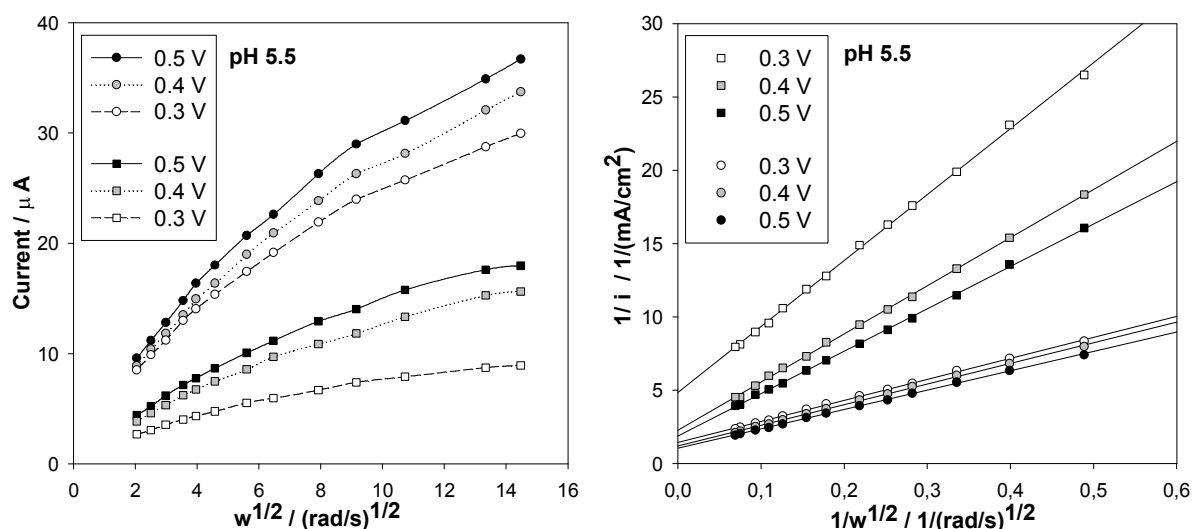 40
30
20
10
0
Current / μ A
0.5 V
0.4 V
0.3 V
0.5 V
0.4 V
0.3 V
pH 5.5
0 2 4 6 8 10 12 14 16
w^1/2 / (rad/s)^1/2
30
25
20
15
10
5
0
1/ i / 1/(mA/cm²)
0.3 V
0.4 V
0.5 V
0.3 V
0.4 V
0.5 V
pH 5.5
0,0 0,1 0,2 0,3 0,4 0,5 0,6
1/w^1/2 / 1/(rad/s)^1/2